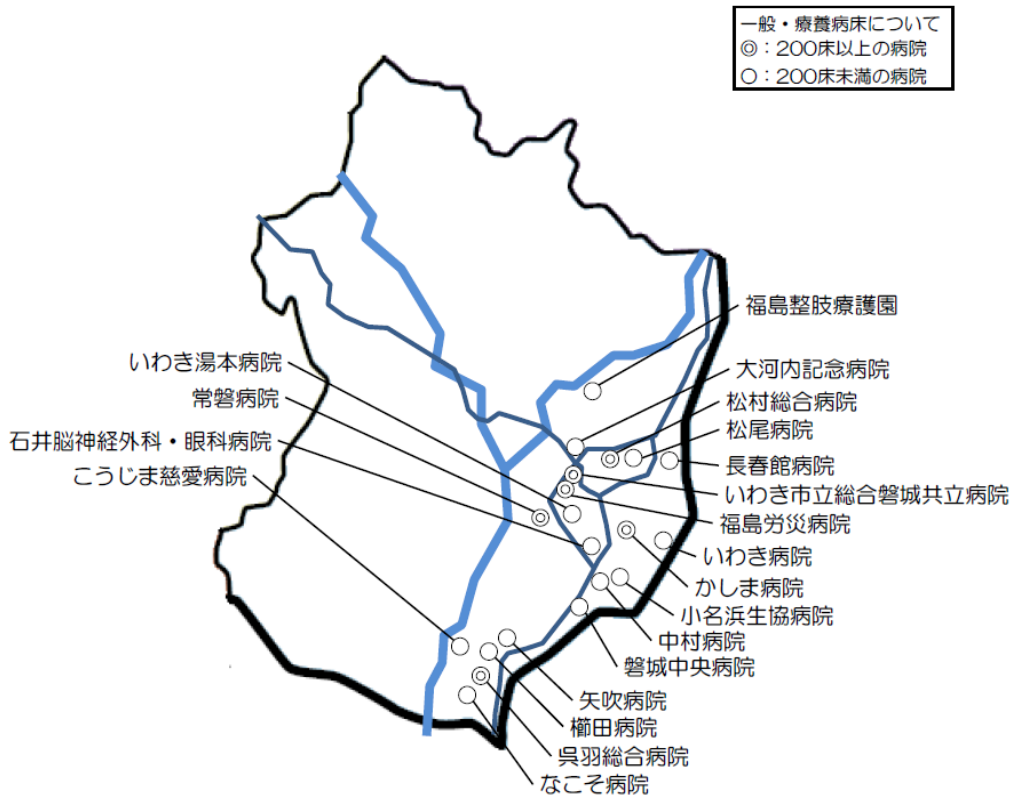 一般・療養病床について
◎：200床以上の病院
○：200床未満の病院
福島整肢療護園
いわき湯本病院
大河内記念病院
常磐病院
松村総合病院
松尾病院
石井脳神経外科・眼科病院
長春館病院
こうじま慈愛病院
いわき市立総合磐城共立病院
福島労災病院
いわき病院
かしま病院
小名浜生協病院
中村病院
磐城中央病院
矢吹病院
櫛田病院
呉羽総合病院
なこそ病院